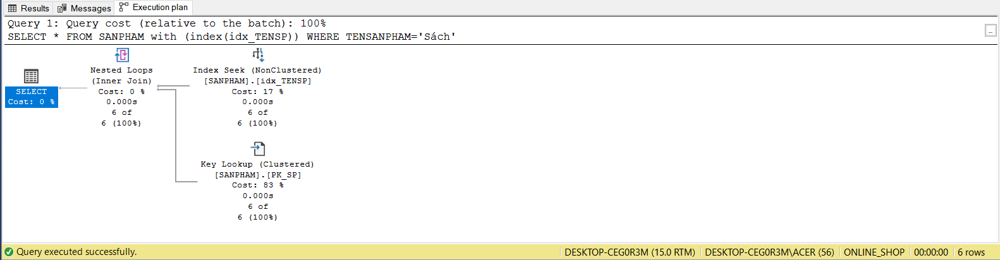 Results Messages Execution plan
Query 1: Query cost (relative to the batch): 100%
SELECT * FROM SANPHAM with (index(idx_TENSP)) WHERE TENSANPHAM='Sách'
...
SELECT
Cost: 0 %
Nested Loops
(Inner Join)
Cost: 0 %
0.000s
6 of
6 (100%)
Index Seek (NonClustered)
[SANPHAM].[idx_TENSP]
Cost: 17 %
0.000s
6 of
6 (100%)
Key Lookup (Clustered)
[SANPHAM].[PK_SP]
Cost: 83 %
0.000s
6 of
6 (100%)
Query executed successfully.
DESKTOP-CEG0R3M (15.0 RTM) DESKTOP-CEG0R3M\ACER (56) ONLINE_SHOP 00:00:00 6 rows